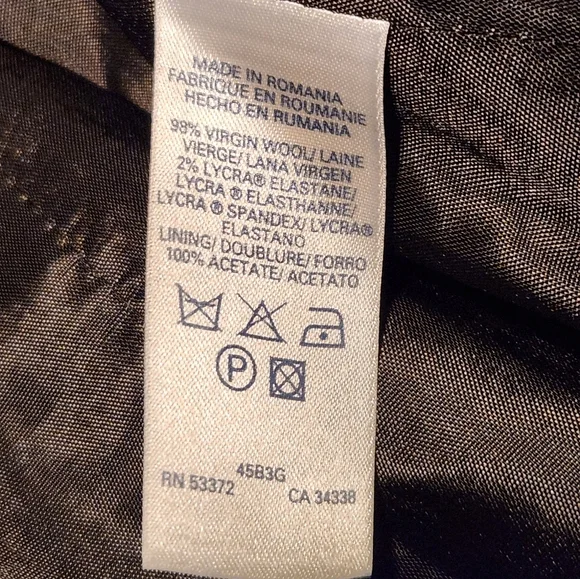 MADE IN ROMANIA
FABRIQUE EN ROUMANIE
HECHO EN RUMANIA
98% VIRGIN WOOL/ LAINE
VIERGE/ LANA VIRGEN
2% LYCRA® ELASTANE/
LYCRA ® ELASTHANNE/
LYCRA ® SPANDEX/ LYCRA®
ELASTANO
LINING/ DOUBLURE/ FORRO
100% ACETATE/ ACETATO
P
45B3G
RN 53372 CA 34338